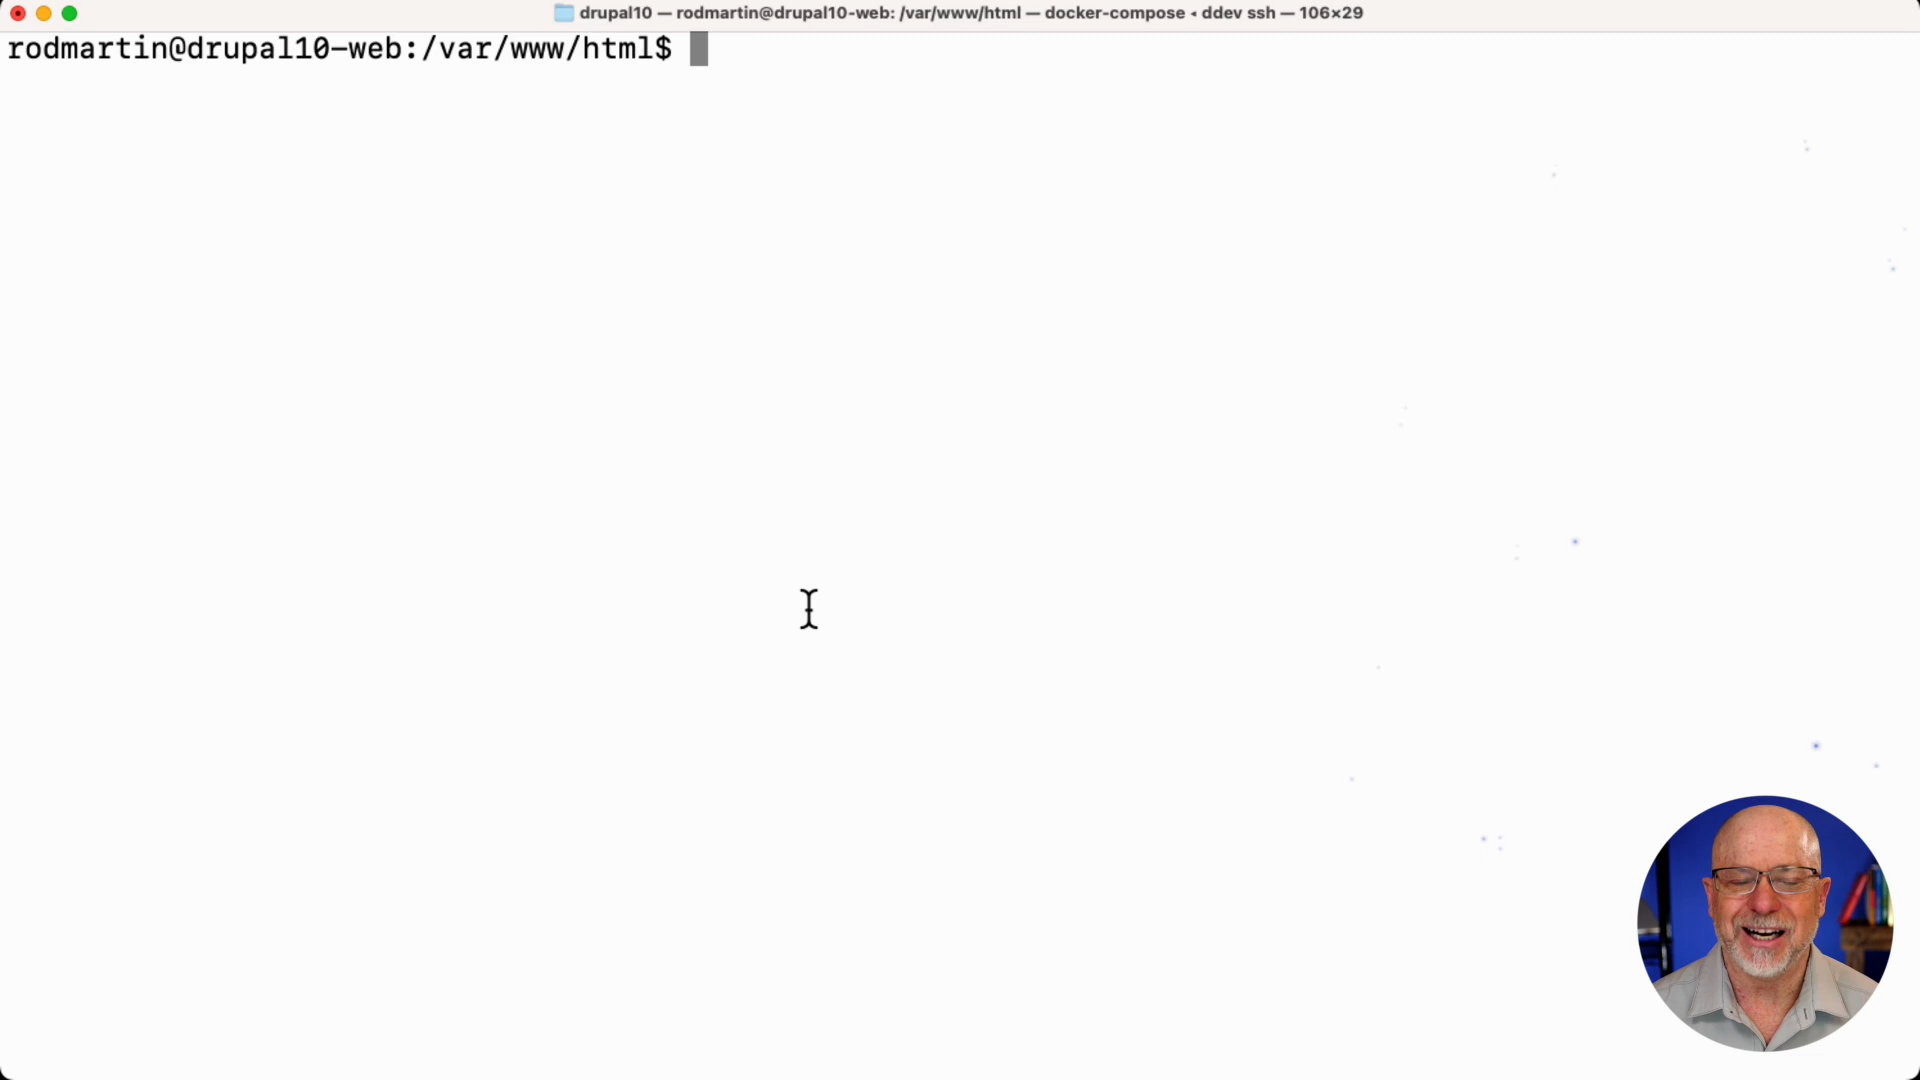 drupal10 — rodmartin@drupal10-web: /var/www/html — docker-compose ◂ ddev ssh — 106×29
rodmartin@drupal10-web:/var/www/html$